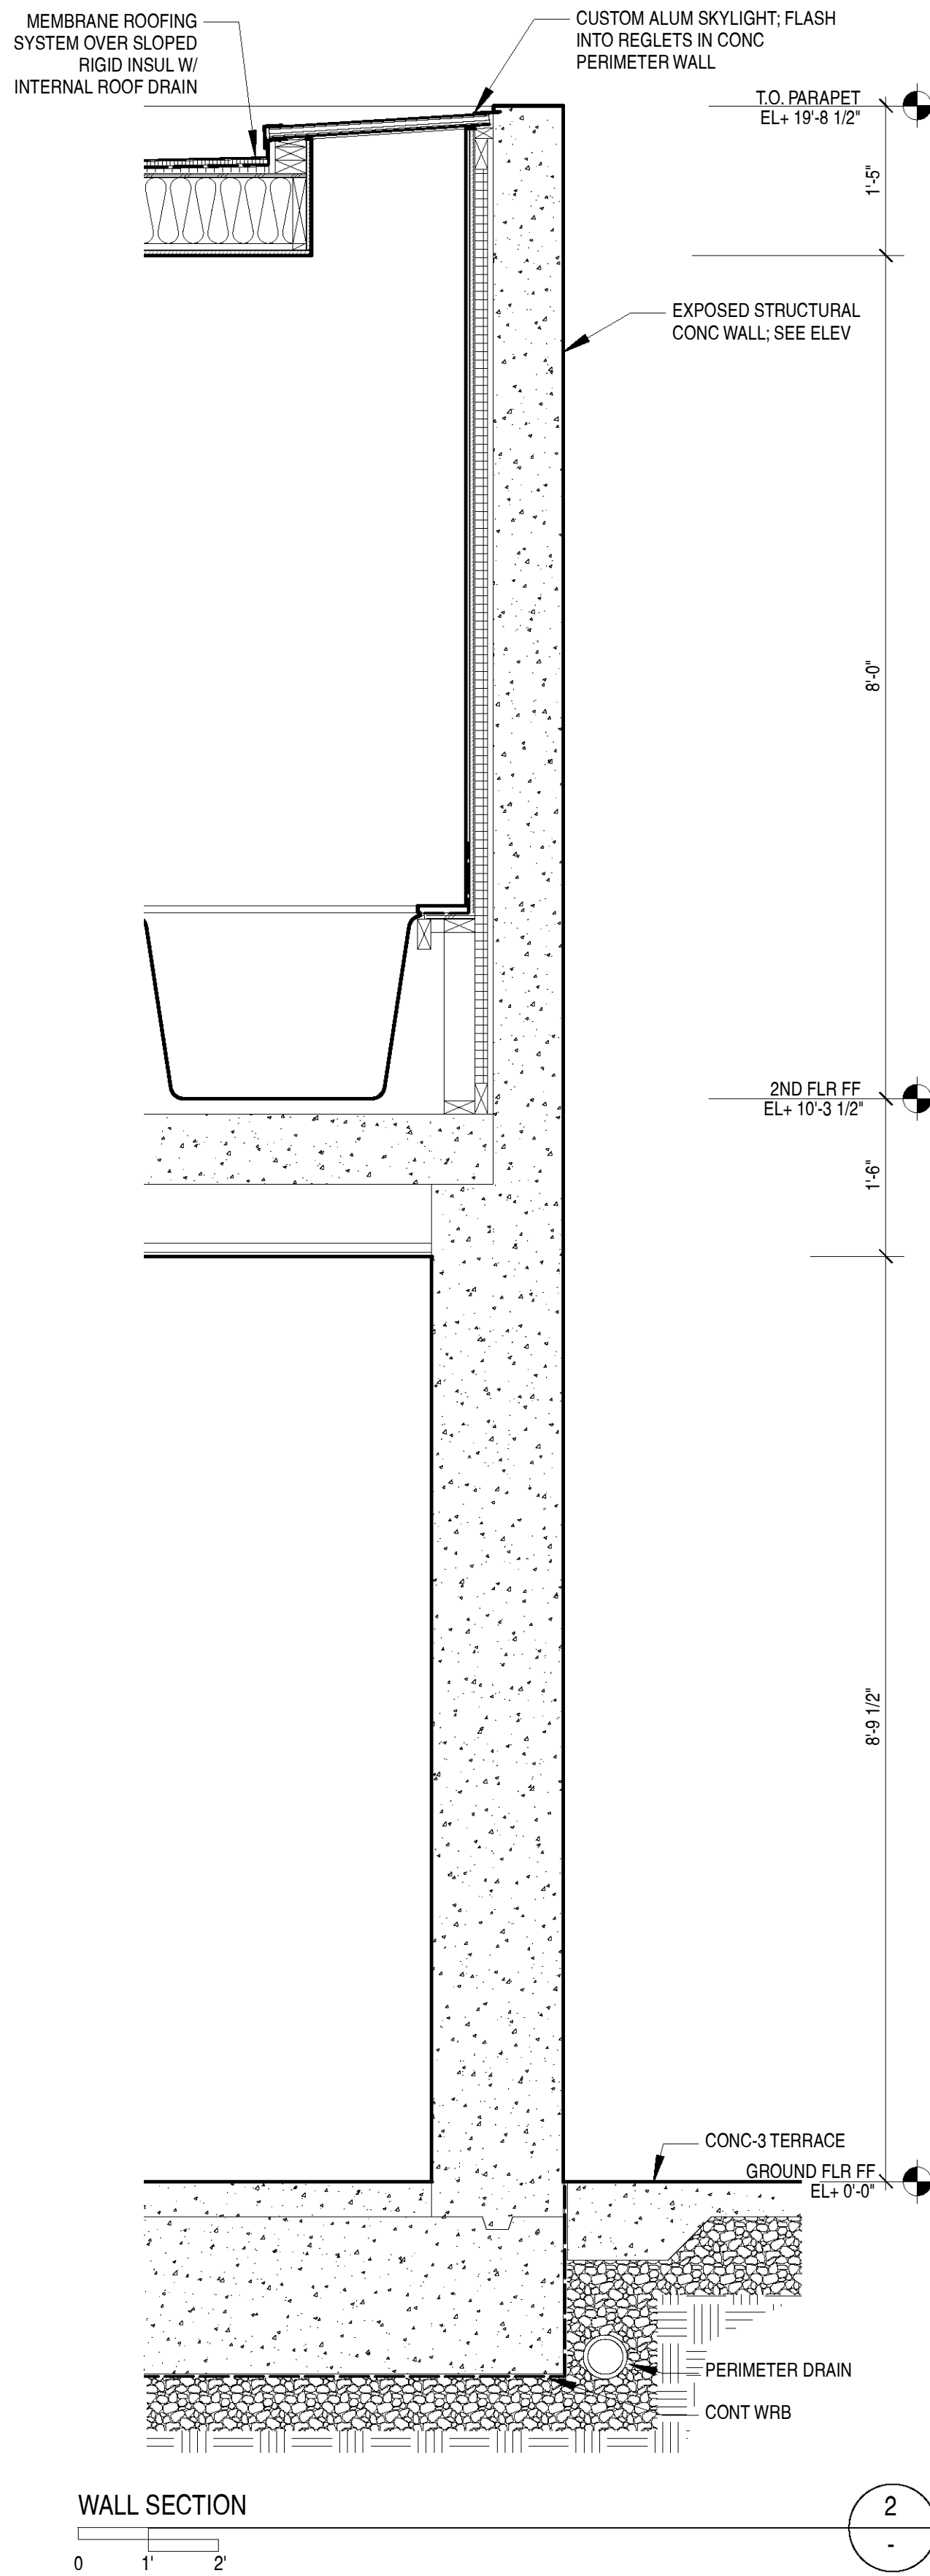 MEMBRANE ROOFING
SYSTEM OVER SLOPED
RIGID INSUL W/
INTERNAL ROOF DRAIN
CUSTOM ALUM SKYLIGHT; FLASH
INTO REGLETS IN CONC
PERIMETER WALL
T.O. PARAPET
EL+ 19'-8 1/2"
1'-5"
EXPOSED STRUCTURAL
CONC WALL; SEE ELEV
8'-0"
2ND FLR FF
EL+ 10'-3 1/2"
1'-6"
8'-9 1/2"
CONC-3 TERRACE
GROUND FLR FF
EL+ 0'-0"
PERIMETER DRAIN
CONT WRB
WALL SECTION
2
-
0 1' 2'